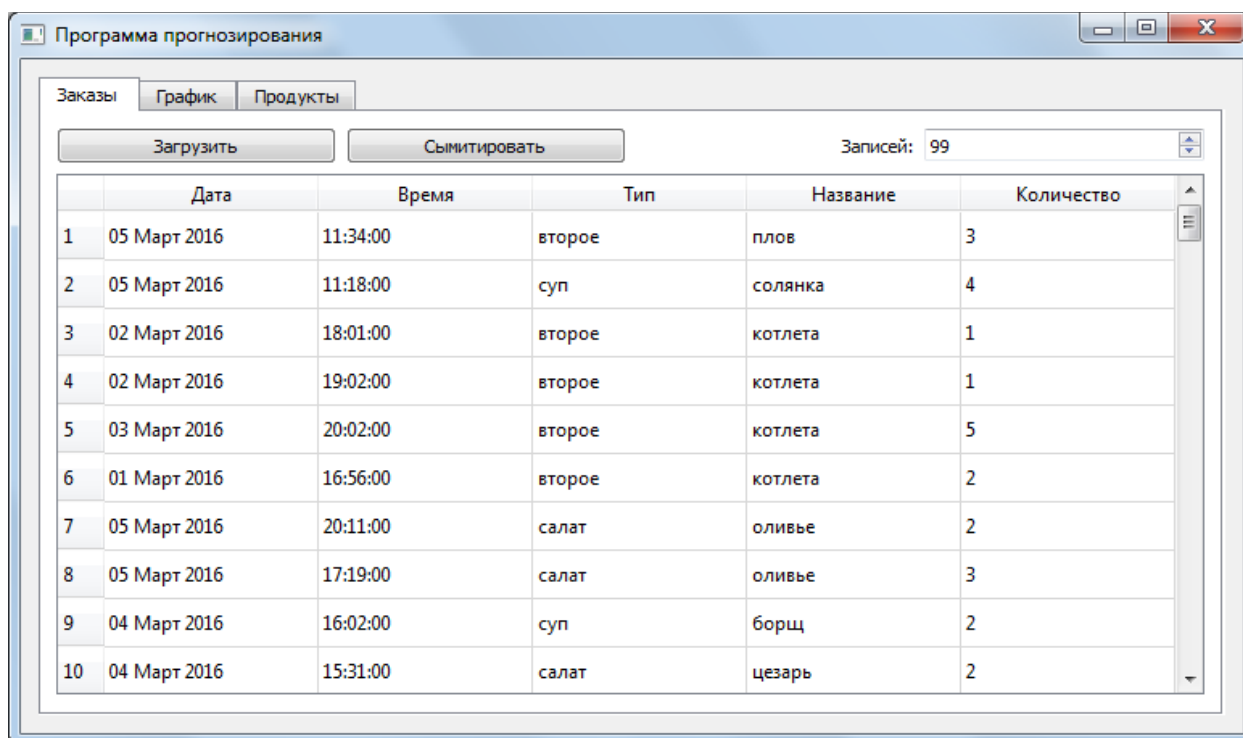 Программа прогнозирования
Заказы График Продукты
Загрузить Сымитировать Записей: 99
Дата Время Тип Название Количество
1 05 Март 2016 11:34:00 второе плов 3
2 05 Март 2016 11:18:00 суп солянка 4
3 02 Март 2016 18:01:00 второе котлета 1
4 02 Март 2016 19:02:00 второе котлета 1
5 03 Март 2016 20:02:00 второе котлета 5
6 01 Март 2016 16:56:00 второе котлета 2
7 05 Март 2016 20:11:00 салат оливье 2
8 05 Март 2016 17:19:00 салат оливье 3
9 04 Март 2016 16:02:00 суп борщ 2
10 04 Март 2016 15:31:00 салат цезарь 2